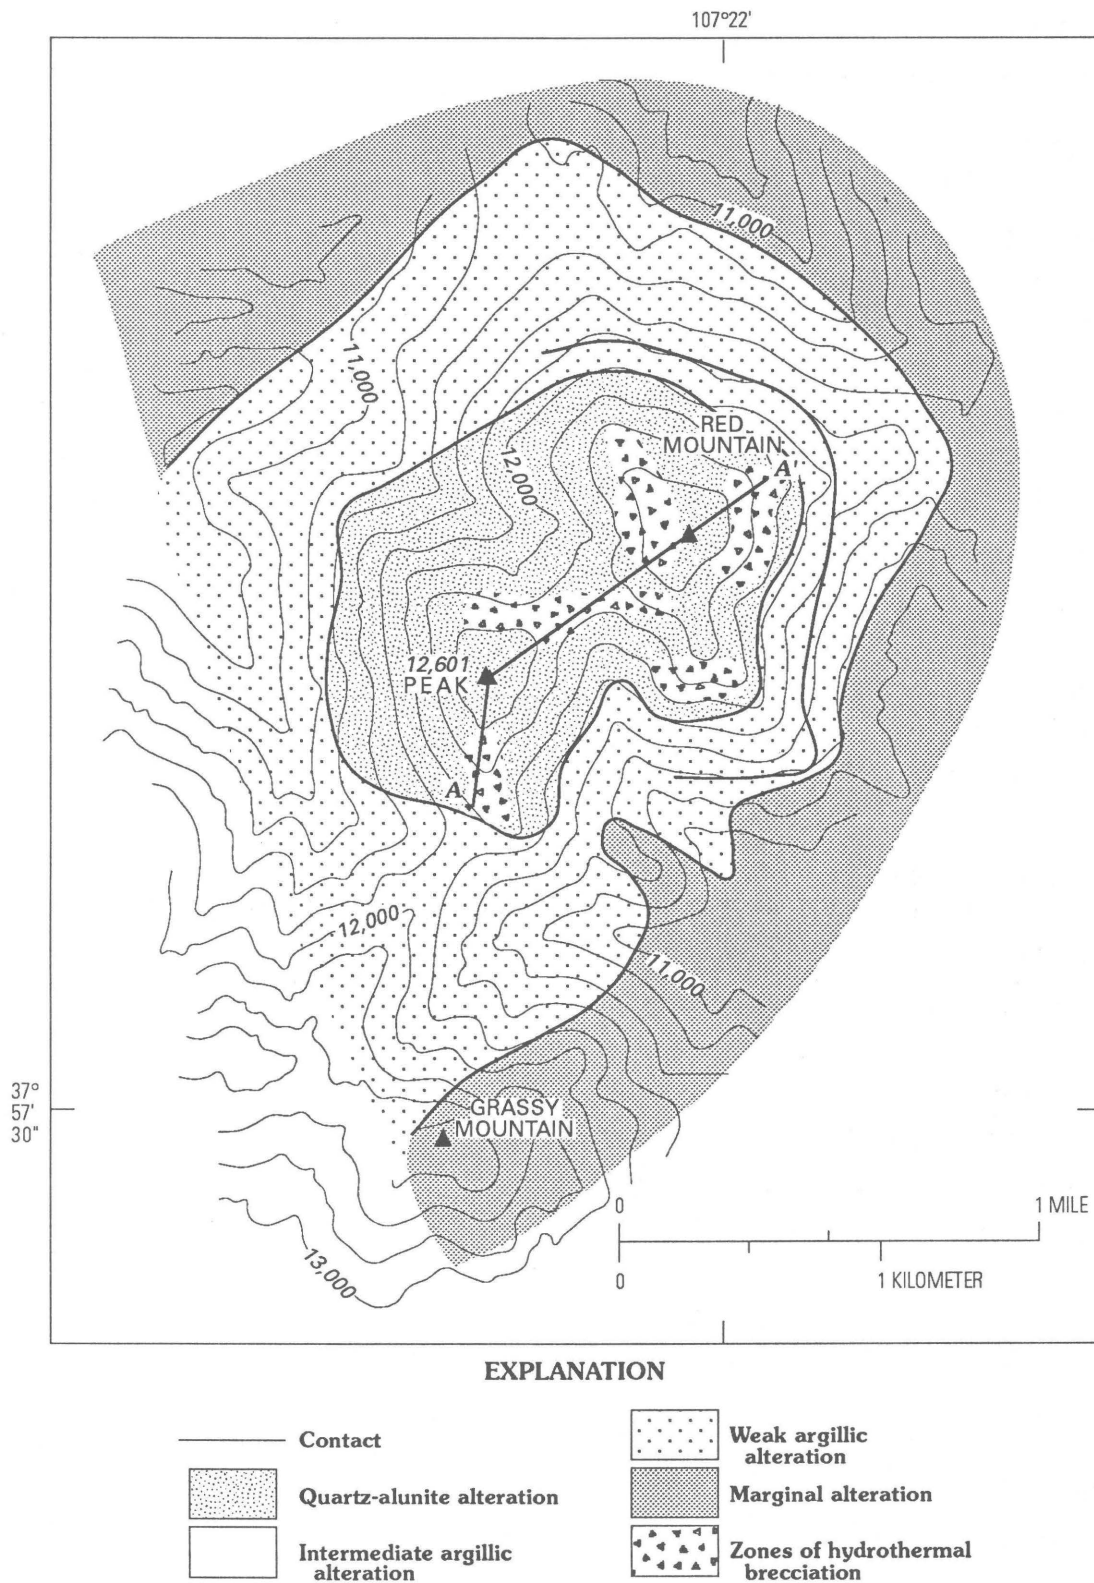 107°22'
11,000
11,000
RED
MOUNTAIN
A'
12,000
12,601
PEAK
A
12,000
11,000
37°
57'
30"
GRASSY
MOUNTAIN
0
1 MILE
13,000
0
1 KILOMETER
EXPLANATION
Contact
Weak argillic
alteration
Quartz-alunite alteration
Marginal alteration
Intermediate argillic
alteration
Zones of hydrothermal
brecciation